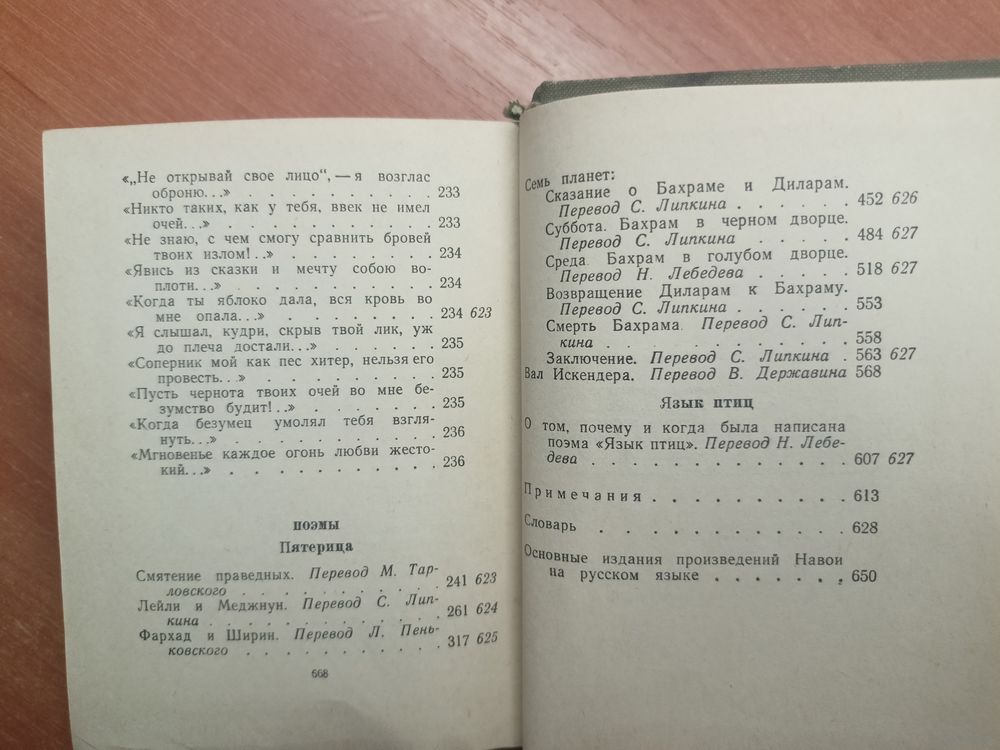 «„Не открывай свое лицо“, — я возглас
оброню. . .» . . . . . . . . . . . 233
«Никто таких, как у тебя, ввек не имел
очей. . .» . . . . . . . . . . . 233
«Не знаю, с чем смогу сравнить бровей
твоих излом! . .» . . . . . . . . 234
«Явись из сказки и мечту собою во-
плоти. . .» . . . . . . . . . . . 234
«Когда ты яблоко дала, вся кровь во
мне опала. . .» . . . . . . . . 234 623
«Я слышал, кудри, скрыв твой лик, уж
до плеча достали. . .» . . . . . . 235
«Соперник мой как пес хитер, нельзя его
провесть. . .» . . . . . . . . . . 235
«Пусть чернота твоих очей во мне бе-
зумство будит! . .» . . . . . . . 235
«Когда безумец умолял тебя взгля-
нуть. . .» . . . . . . . . . . . 236
«Мгновенье каждое огонь любви жесто-
кий. . .» . . . . . . . . . . . 236
ПОЭМЫ
Пятерица
Смятение праведных. Перевод М. Тар-
ловского . . . . . . . . . . . 241 623
Лейли и Меджнун. Перевод С. Лип-
кина . . . . . . . . . . . . 261 624
Фархад и Ширин. Перевод Л. Пень-
ковского . . . . . . . . . . . 317 625
668
Семь планет:
Сказание о Бахраме и Диларам.
Перевод С. Липкина . . . . . . 452 626
Суббота. Бахрам в черном дворце.
Перевод С. Липкина . . . . . 484 627
Среда. Бахрам в голубом дворце.
Перевод Н. Лебедева . . . . . 518 627
Возвращение Диларам к Бахраму.
Перевод С. Липкина . . . . . . 553
Смерть Бахрама. Перевод С. Лип-
кина . . . . . . . . . . . . 558
Заключение. Перевод С. Липкина . 563 627
Вал Искендера. Перевод В. Державина 568
Язык птиц
О том, почему и когда была написана
поэма «Язык птиц». Перевод Н. Лебе-
дева . . . . . . . . . . . . 607 627
Примечания . . . . . . . . . . 613
Словарь . . . . . . . . . . . . 628
Основные издания произведений Навои
на русском языке . . . . . . . 650